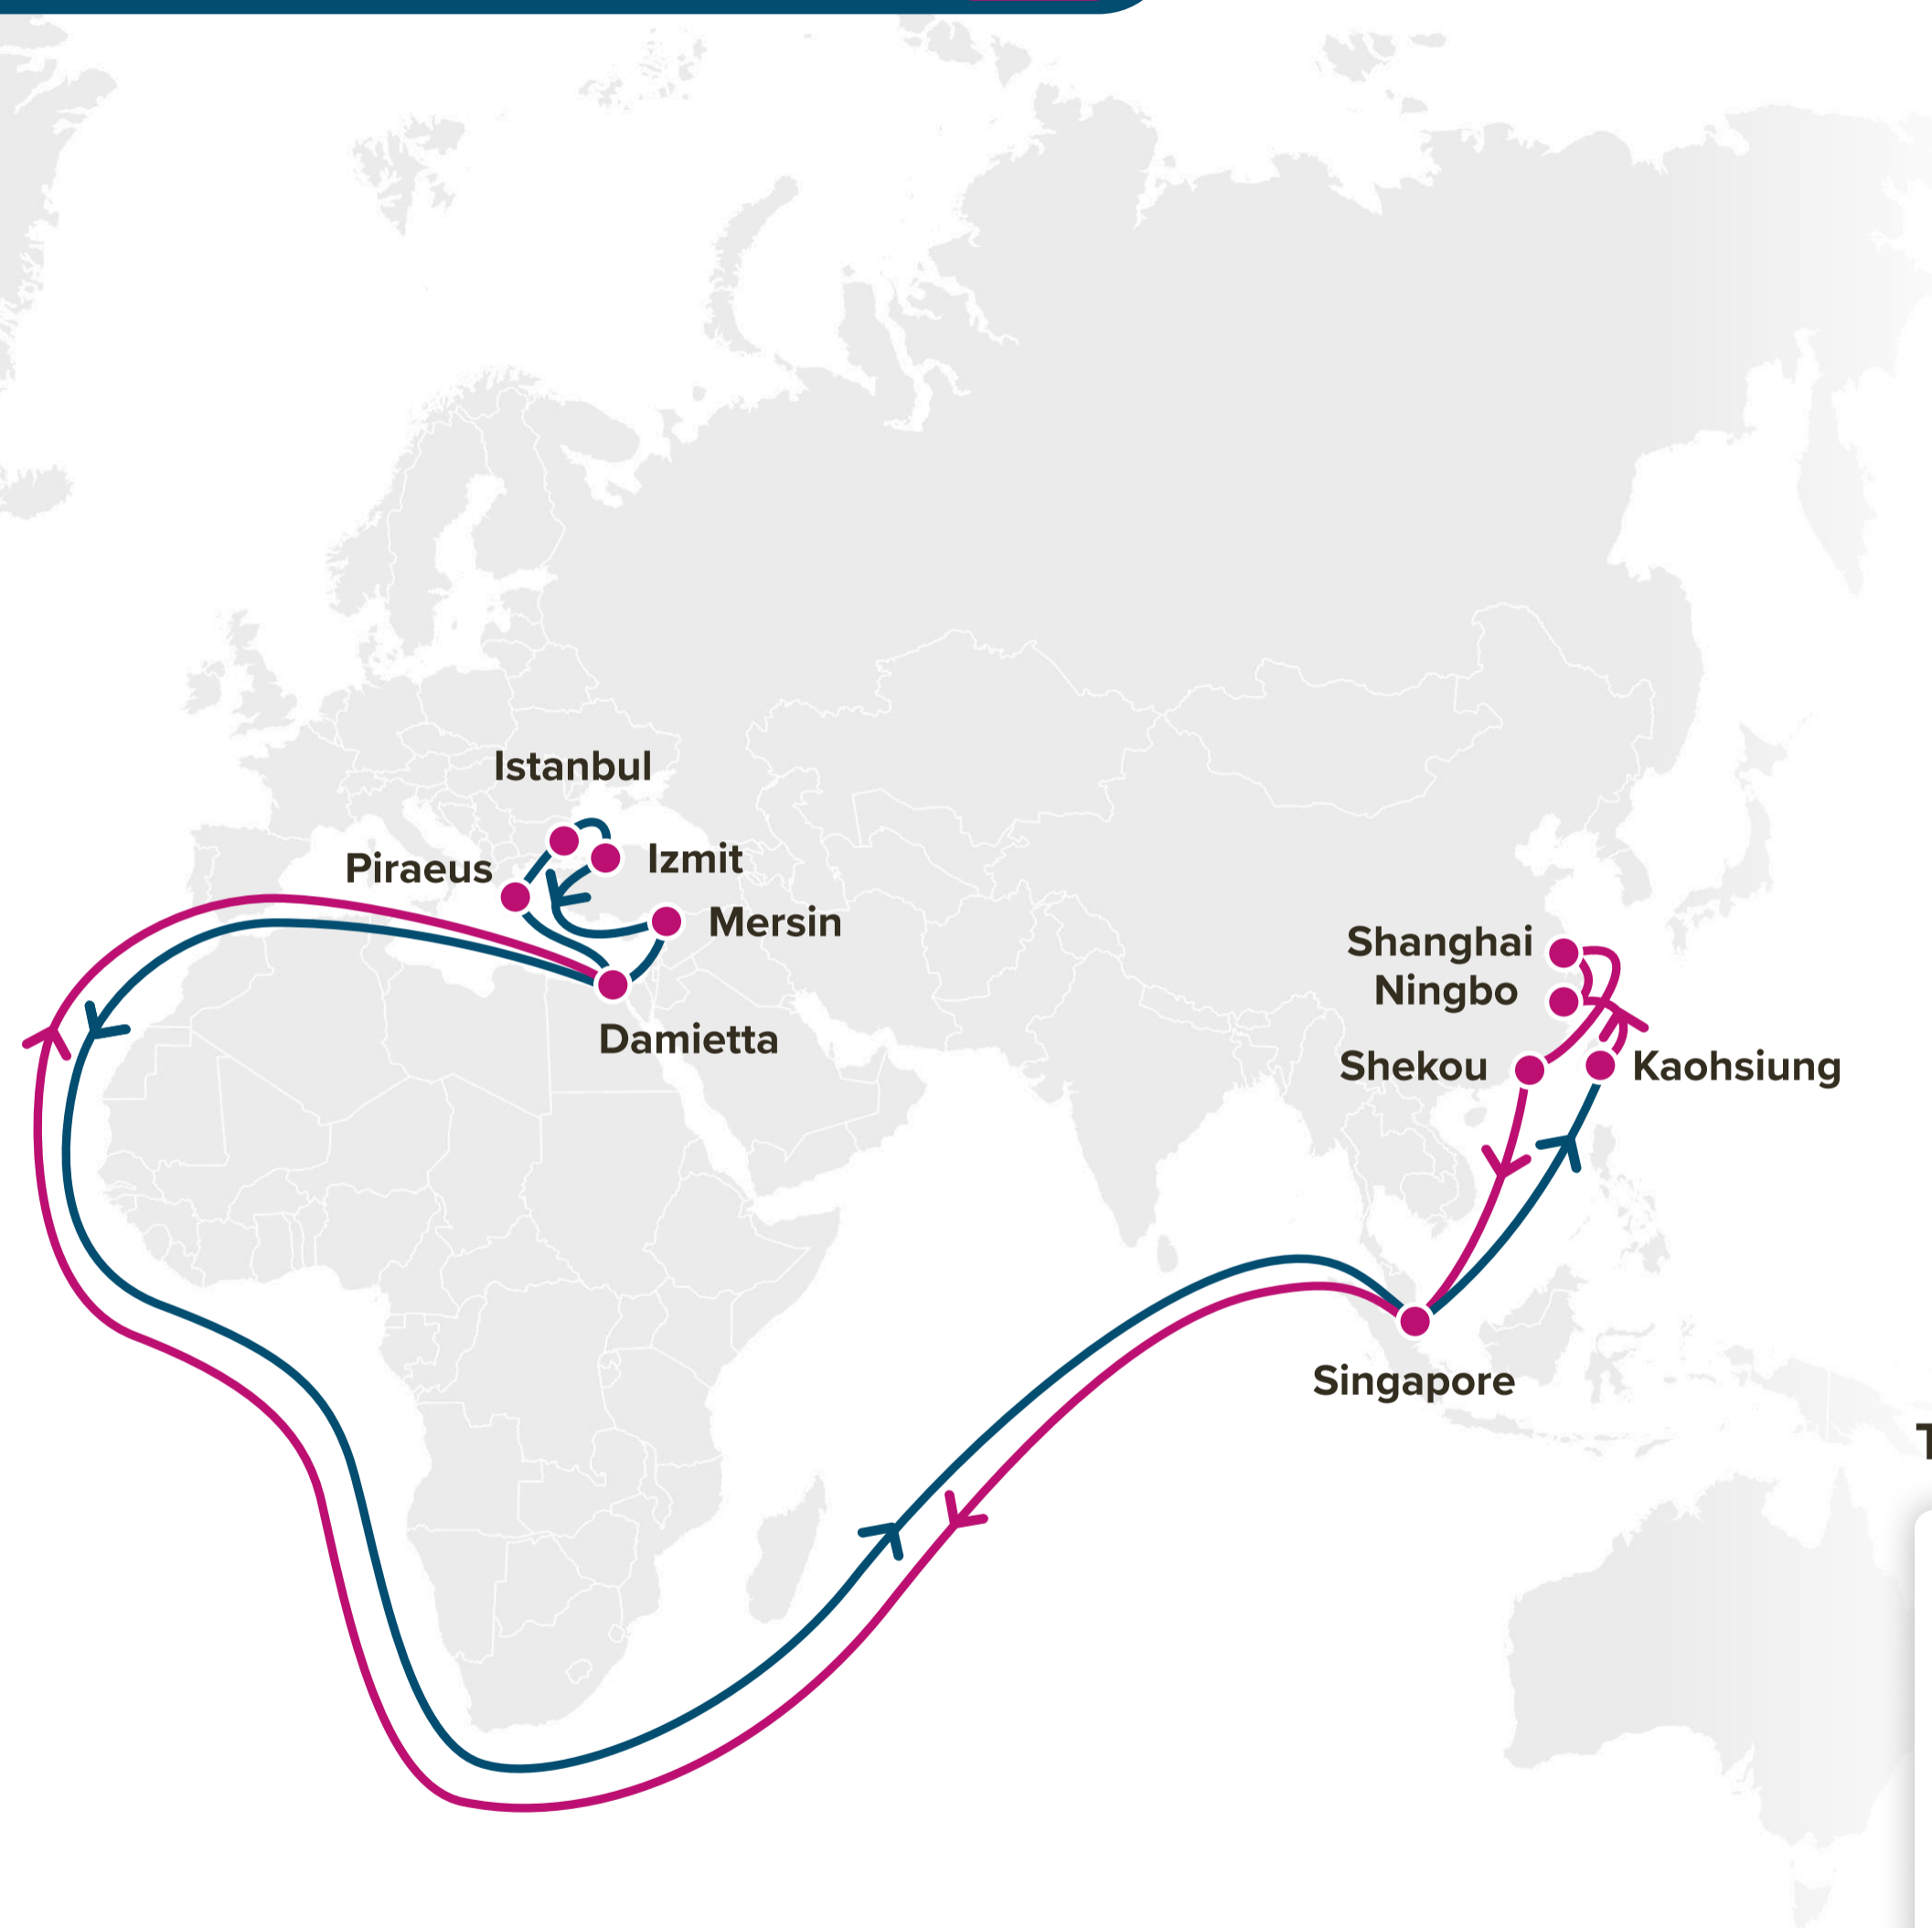 Istanbul
Izmit
Piraeus
Mersin
Damietta
Shanghai
Ningbo
Shekou
Kaohsiung
Singapore